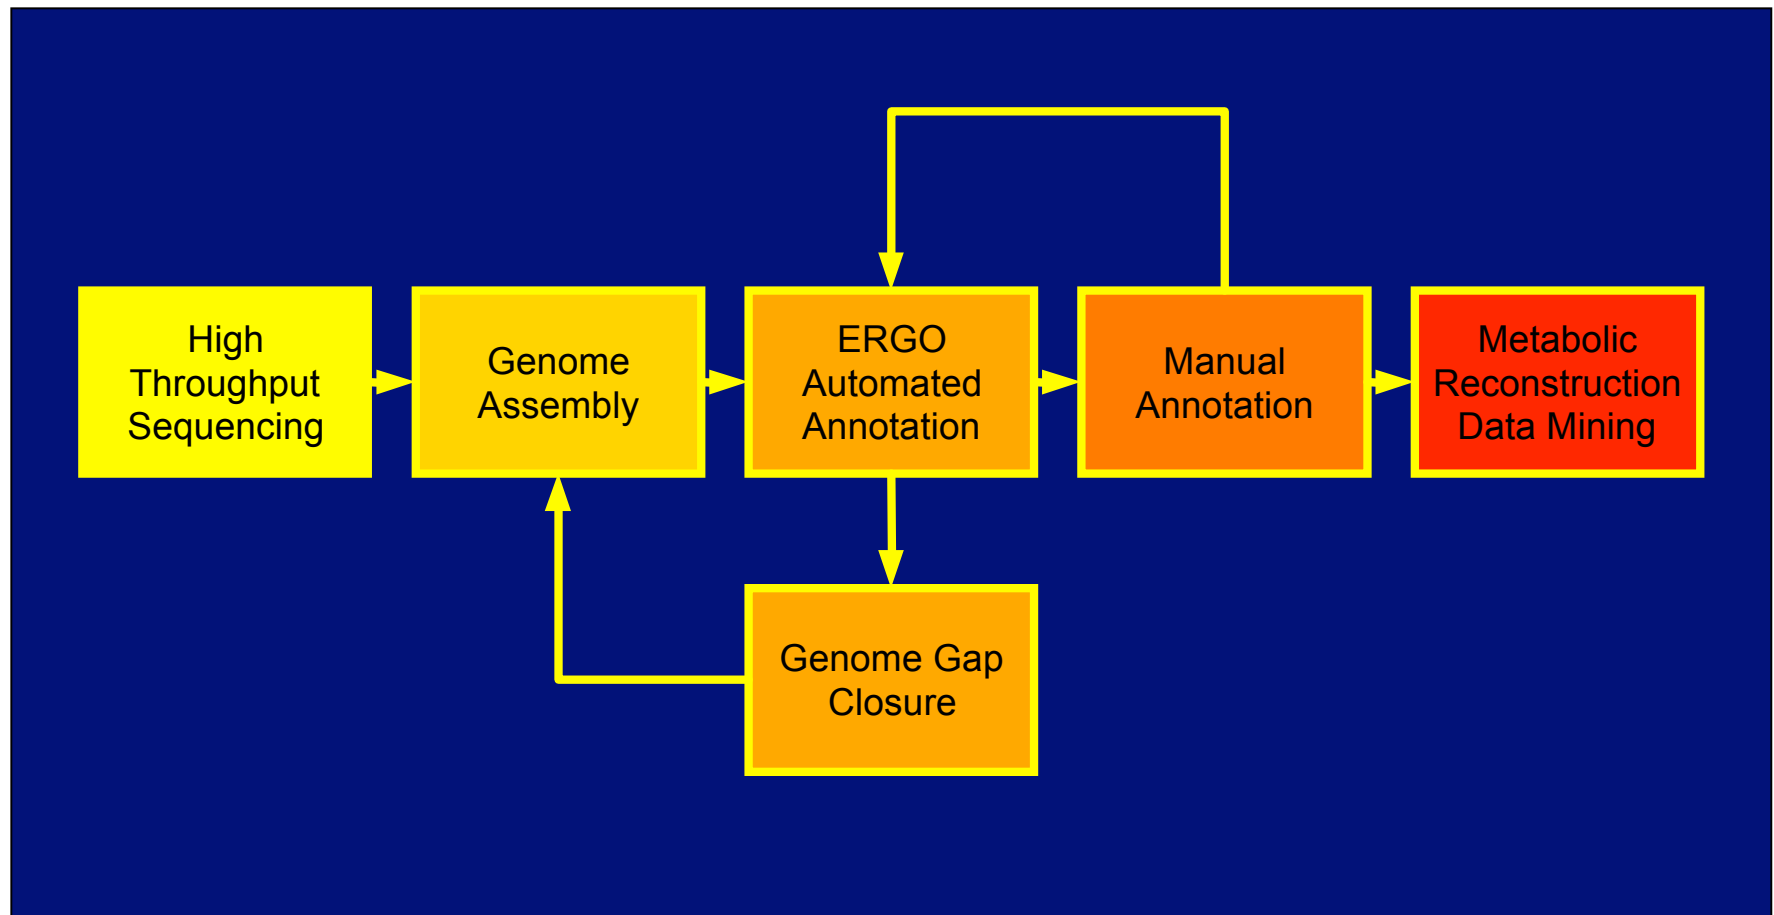 High
Throughput
Sequencing
Genome
Assembly
ERGO
Automated
Annotation
Manual
Annotation
Metabolic
Reconstruction
Data Mining
Genome Gap
Closure